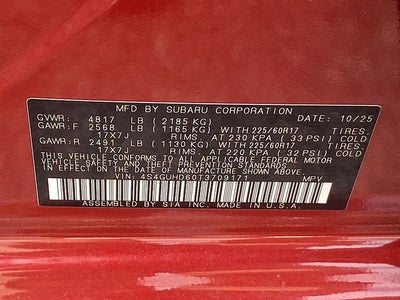 MFD BY SUBARU CORPORATION DATE: 10/25
GVWR: 4817 LB (2185 KG)
GAWR:F 2568 LB (1165 KG) WITH 225/60R17 TIRES,
17X7J RIMS, AT 230 KPA (33 PSI) COLD
GAWR:R 2491 LB (1130 KG) WITH 225/60R17 TIRES,
17X7J RIMS, AT 220 KPA (32 PSI) COLD
THIS VEHICLE CONFORMS TO ALL APPLICABLE FEDERAL MOTOR
VEHICLE SAFETY, BUMPER, AND THEFT PREVENTION STANDARDS
IN EFFECT ON THE DATE OF MANUFACTURE SHOWN ABOVE.
VIN: 4S4GUHD60T3709171 MPV
ASSEMBLED BY SIA INC. MADE IN U.S.A.